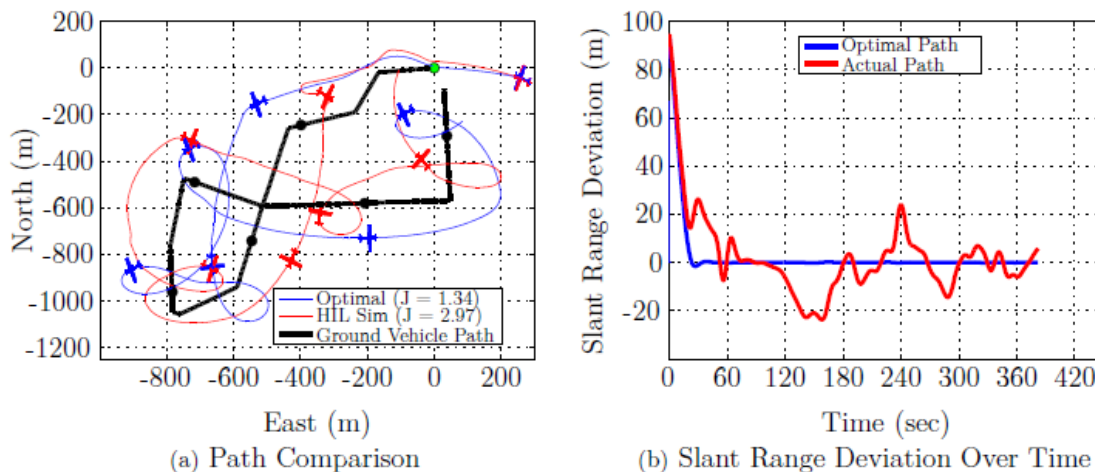 200
0
-200
-400
-600
-800
-1000
-1200
North (m)
-800
-600
-400
-200
0
200
East (m)
Optimal (J = 1.34)
HIL Sim (J = 2.97)
Ground Vehicle Path
(a) Path Comparison
100
80
60
40
20
0
-20
Slant Range Deviation (m)
Optimal Path
Actual Path
0
60
120
180
240
300
360
420
Time (sec)
(b) Slant Range Deviation Over Time